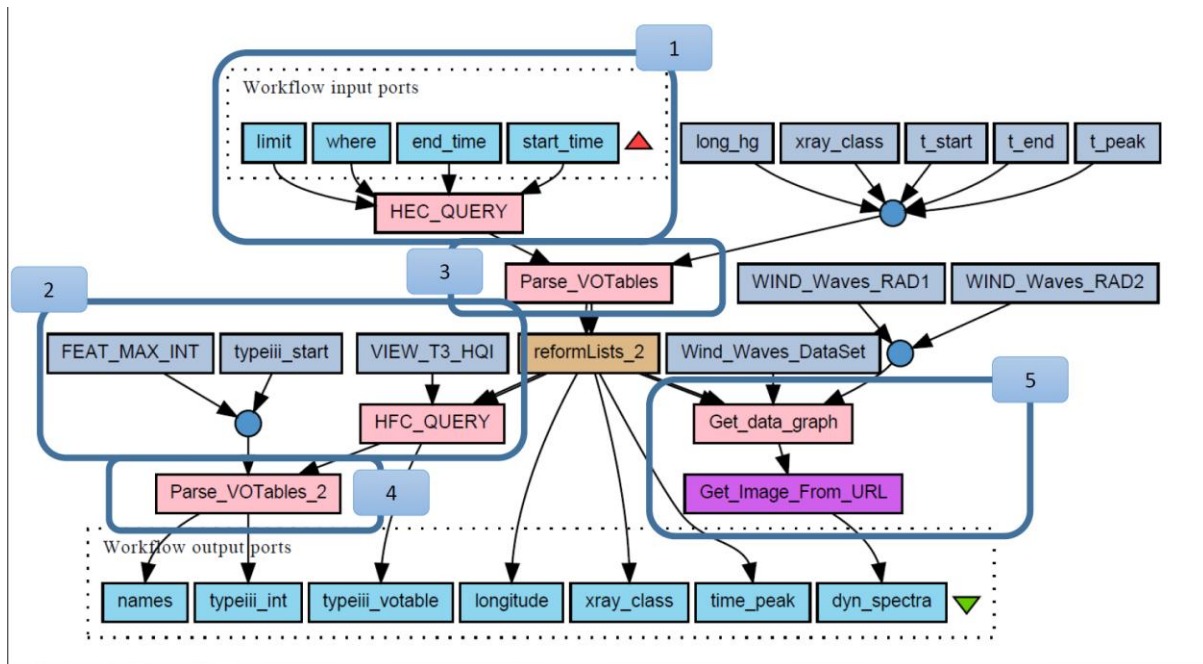 1
Workflow input ports
limit where end_time start_time
long_hg xray_class t_start t_end t_peak
HEC_QUERY
3
Parse_VOTables
WIND_Waves_RAD1 WIND_Waves_RAD2
2
FEAT_MAX_INT typeiii_start VIEW_T3_HQI reformLists_2 Wind_Waves_DataSet
5
HFC_QUERY Get_data_graph
Parse_VOTables_2 4 Get_Image_From_URL
Workflow output ports
names typeiii_int typeiii_votable longitude xray_class time_peak dyn_spectra